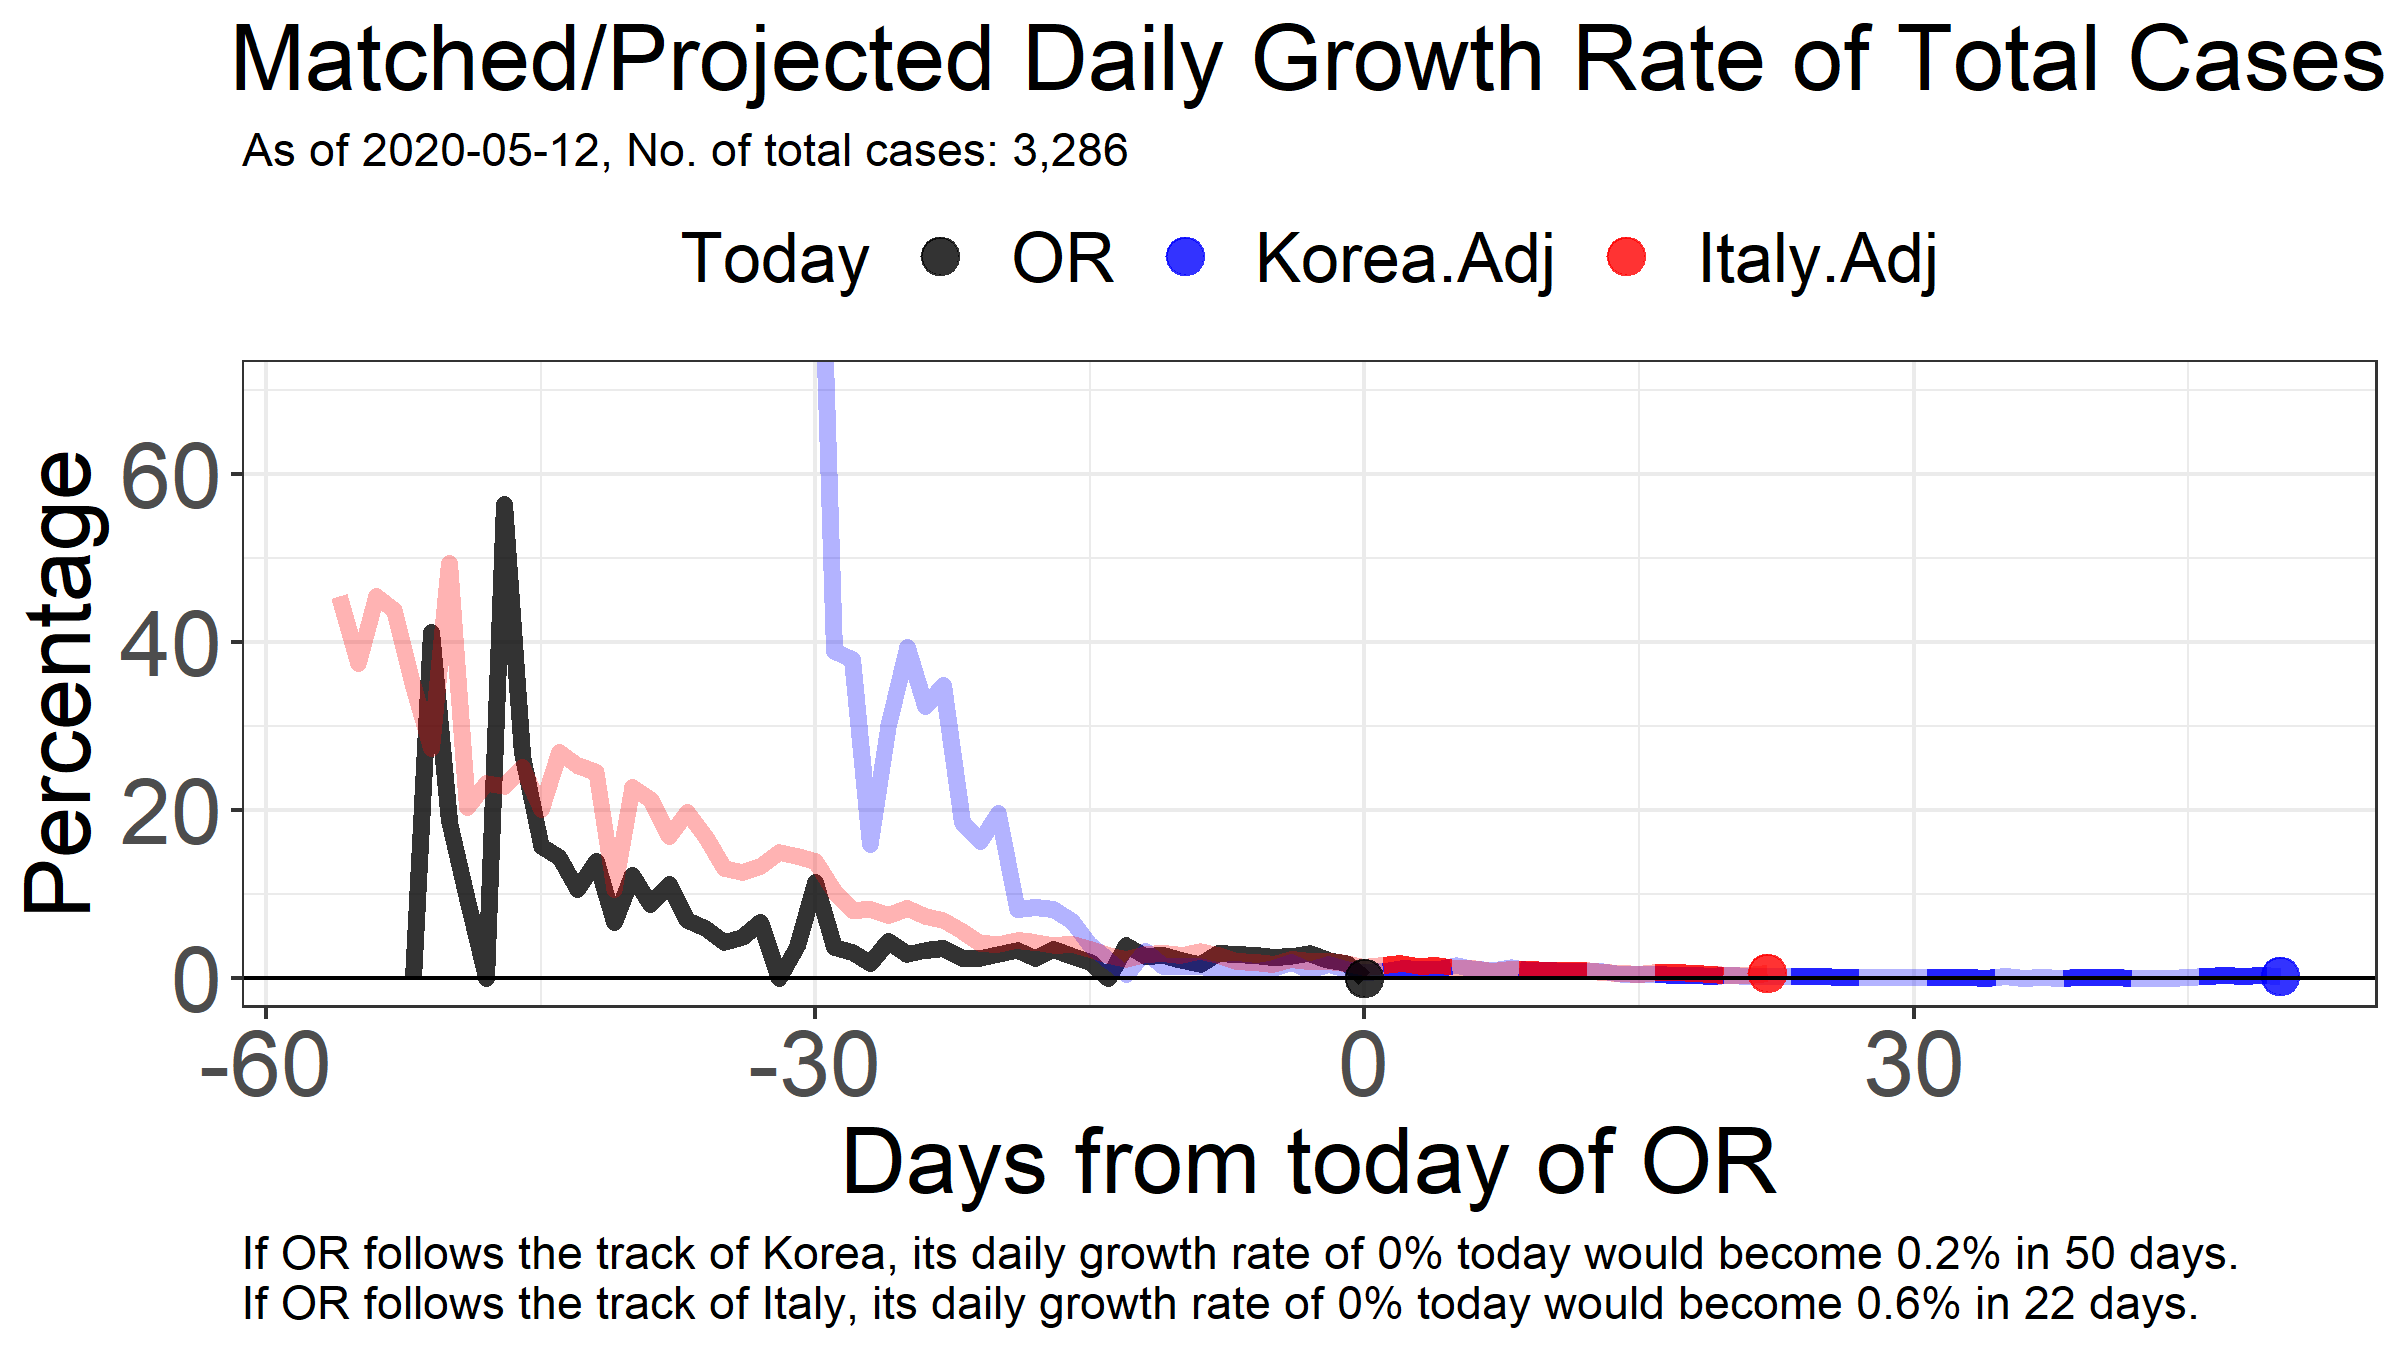 Matched/Projected Daily Growth Rate of Total Cases
As of 2020-05-12, No. of total cases: 3,286
Today OR Korea.Adj Italy.Adj
Percentage
60
40
20
0
-60 -30 0 30
Days from today of OR
If OR follows the track of Korea, its daily growth rate of 0% today would become 0.2% in 50 days.
If OR follows the track of Italy, its daily growth rate of 0% today would become 0.6% in 22 days.